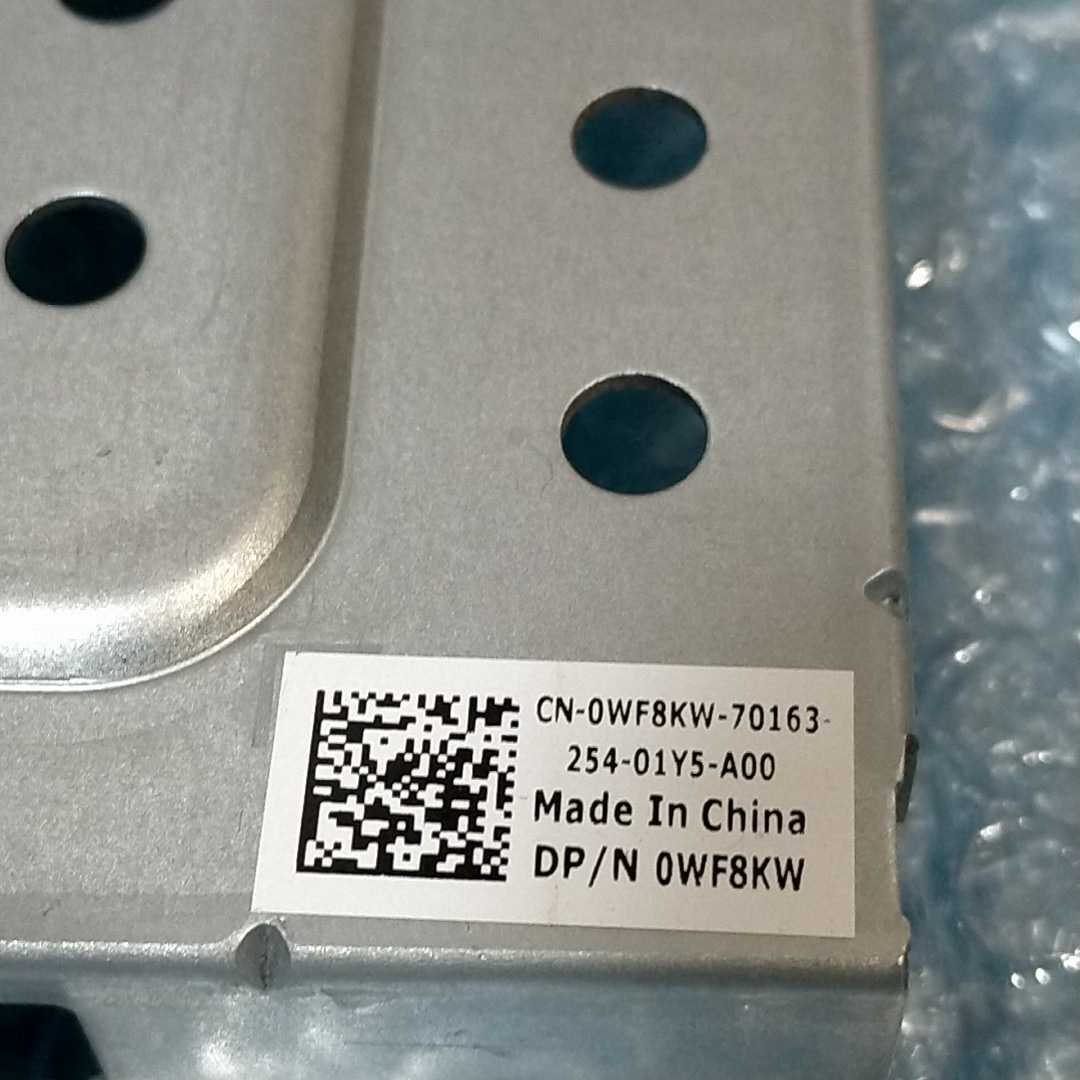 CN-0WF8KW-70163-
254-01Y5-A00
Made In China
DP/N 0WF8KW